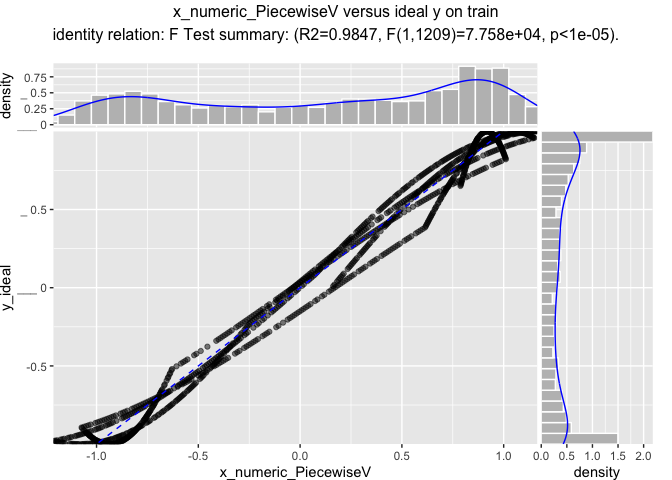 x_numeric_PiecewiseV versus ideal y on train
identity relation: F Test summary: (R2=0.9847, F(1,1209)=7.758e+04, p<1e-05).
density
0.75
0.5
0.25
0
y_ideal
0.5
0
-0.5
-1.0
-0.5
0.0
0.5
1.0
x_numeric_PiecewiseV
0.0
0.5
1.0
1.5
2.0
density